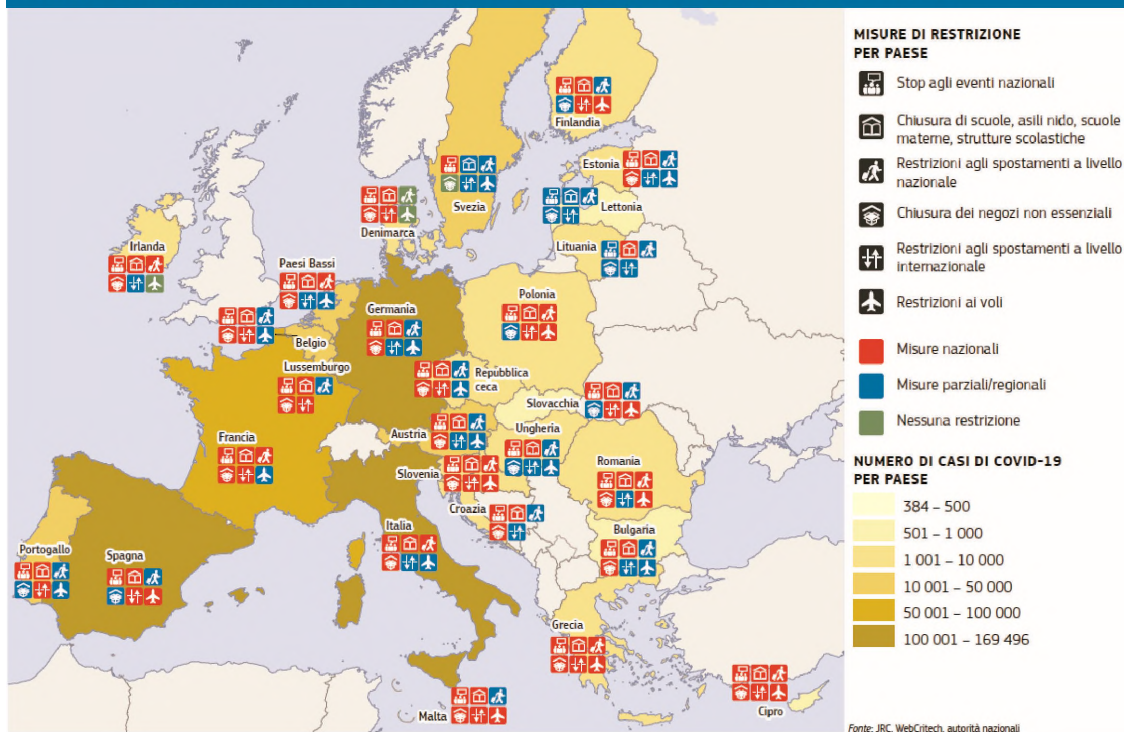 Finlandia
Estonia
Svezia
Lettonia
Denimarca
Lituania
Irlanda
Paesi Bassi
Polonia
Germania
Belgio
Lussemburgo
Repubblica
ceca
Slovacchia
Austria
Ungheria
Francia
Slovenia
Romania
Croazia
Italia
Bulgaria
Portogallo
Spagna
Grecia
Malta
Cipro
MISURE DI RESTRIZIONE
PER PAESE
Stop agli eventi nazionali
Chiusura di scuole, asili nido, scuole
materne, strutture scolastiche
Restrizioni agli spostamenti a livello
nazionale
Chiusura dei negozi non essenziali
Restrizioni agli spostamenti a livello
internazionale
Restrizioni ai voli
Misure nazionali
Misure parziali/regionali
Nessuna restrizione
NUMERO DI CASI DI COVID-19
PER PAESE
384 – 500
501 – 1 000
1 001 – 10 000
10 001 – 50 000
50 001 – 100 000
100 001 – 169 496
Fonte: JRC, WebCritech, autorità nazionali